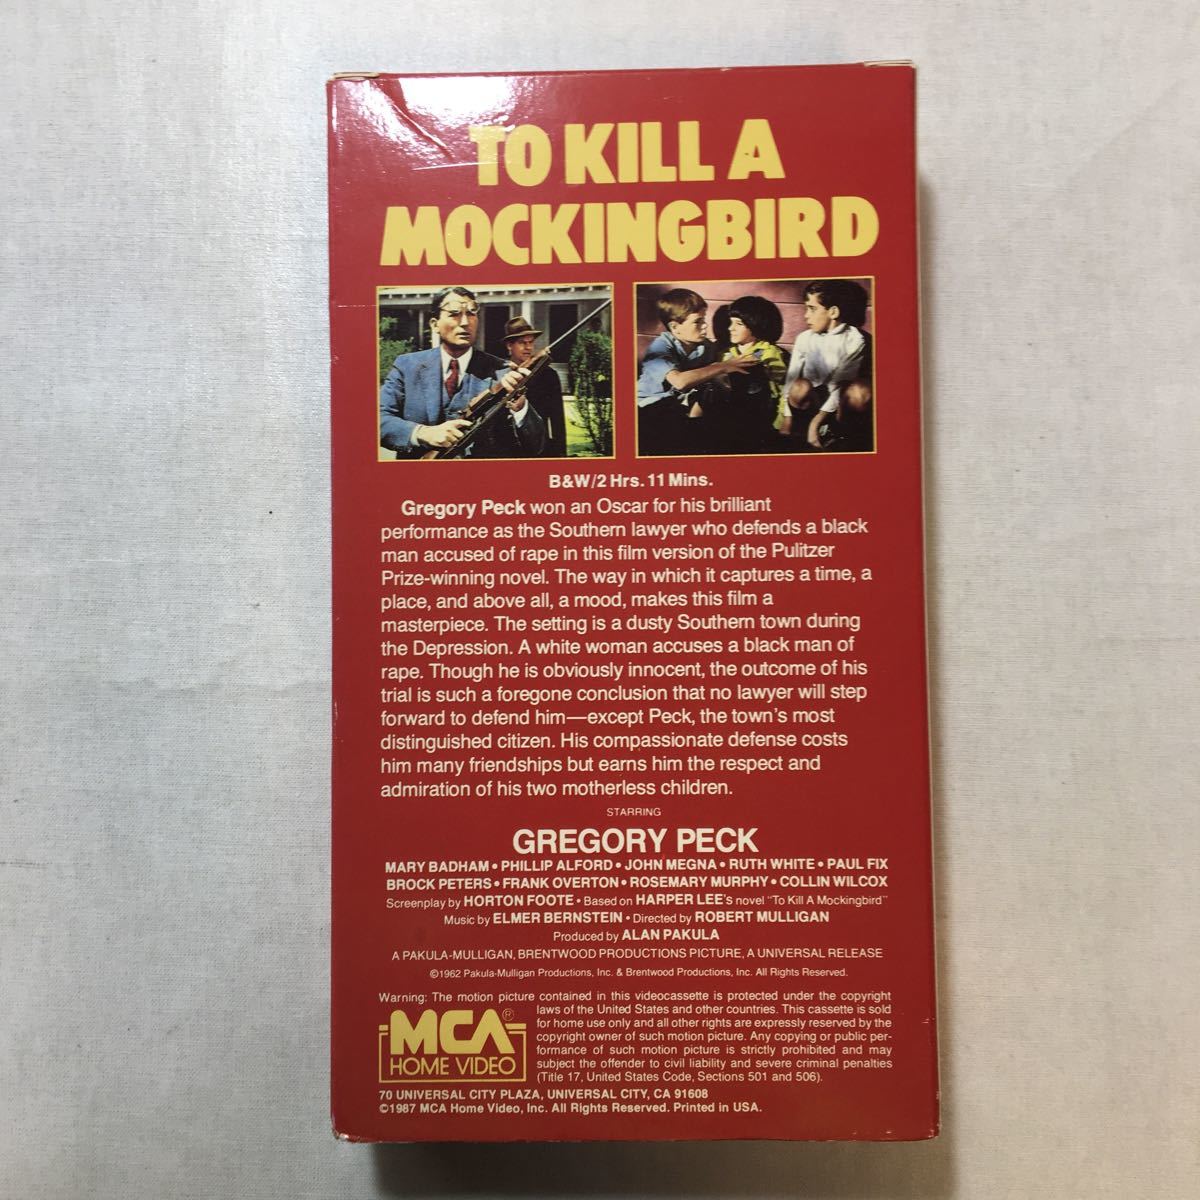 TO KILL A
MOCKINGBIRD
B&W/2 Hrs. 11 Mins.
Gregory Peck won an Oscar for his brilliant
performance as the Southern lawyer who defends a black
man accused of rape in this film version of the Pulitzer
Prize-winning novel. The way in which it captures a time, a
place, and above all, a mood, makes this film a
masterpiece. The setting is a dusty Southern town during
the Depression. A white woman accuses a black man of
rape. Though he is obviously innocent, the outcome of his
trial is such a foregone conclusion that no lawyer will step
forward to defend him—except Peck, the town's most
distinguished citizen. His compassionate defense costs
him many friendships but earns him the respect and
admiration of his two motherless children.
STARRING
GREGORY PECK
MARY BADHAM • PHILLIP ALFORD • JOHN MEGNA • RUTH WHITE • PAUL FIX
BROCK PETERS • FRANK OVERTON • ROSEMARY MURPHY • COLLIN WILCOX
Screenplay by HORTON FOOTE • Based on HARPER LEE's novel "To Kill A Mockingbird"
Music by ELMER BERNSTEIN • Directed by ROBERT MULLIGAN
Produced by ALAN PAKULA
A PAKULA-MULLIGAN, BRENTWOOD PRODUCTIONS PICTURE, A UNIVERSAL RELEASE
©1962 Pakula-Mulligan Productions, Inc. & Brentwood Productions, Inc. All Rights Reserved.
Warning: The motion picture contained in this videocassette is protected under the copyright
laws of the United States and other countries. This cassette is sold
for home use only and all other rights are expressly reserved by the
copyright owner of such motion picture. Any copying or public per-
formance of such motion picture is strictly prohibited and may
subject the offender to civil liability and severe criminal penalties
(Title 17, United States Code, Sections 501 and 506).
MCA®
HOME VIDEO
70 UNIVERSAL CITY PLAZA, UNIVERSAL CITY, CA 91608
©1987 MCA Home Video, Inc. All Rights Reserved. Printed in USA.